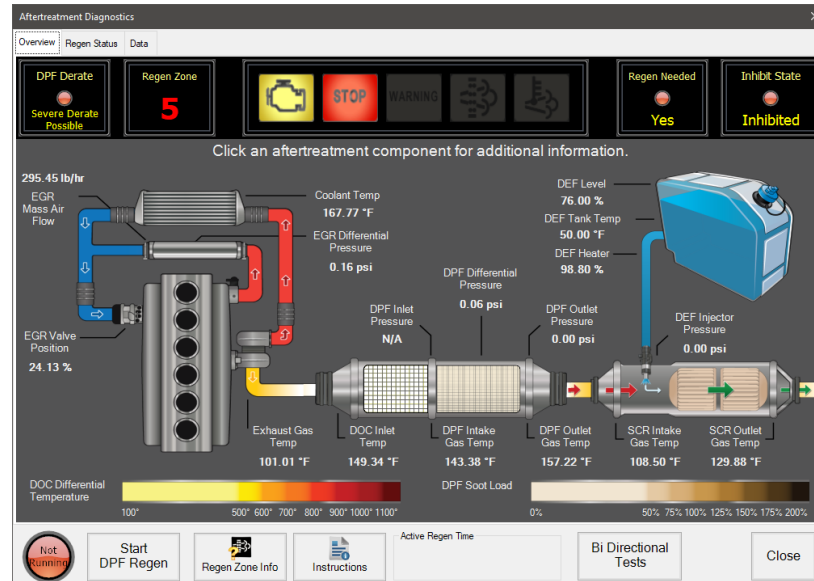 Aftertreatment Diagnostics
Overview
Regen Status
Data
DPF Derate
Severe Derate
Possible
Regen Zone
5
STOP
WARNING
Regen Needed
Yes
Inhibit State
Inhibited
Click an aftertreatment component for additional information.
295.45 lb/hr
EGR
Mass Air
Flow
Coolant Temp
167.77 °F
EGR Differential
Pressure
0.16 psi
DEF Level
76.00 %
DEF Tank Temp
50.00 °F
DEF Heater
98.80 %
DPF Differential
Pressure
0.06 psi
DPF Inlet
Pressure
N/A
DPF Outlet
Pressure
0.00 psi
DEF Injector
Pressure
0.00 psi
EGR Valve
Position
24.13 %
Exhaust Gas
Temp
101.01 °F
DOC Inlet
Temp
149.34 °F
DPF Intake
Gas Temp
143.38 °F
DPF Outlet
Gas Temp
157.22 °F
SCR Intake
Gas Temp
108.50 °F
SCR Outlet
Gas Temp
129.88 °F
DOC Differential
Temperature
100° 500° 600° 700° 800° 900° 1000° 1100°
DPF Soot Load
0% 50% 75% 100% 125% 150% 175% 200%
Not
Running
Start
DPF Regen
Regen Zone Info
Instructions
Active Regen Time
Bi Directional
Tests
Close